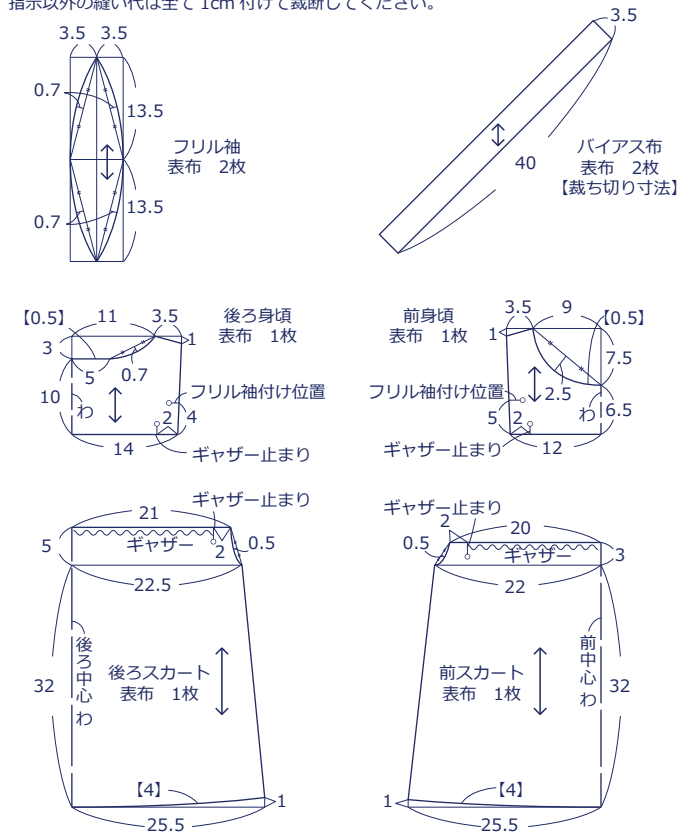 指示以外の縫い代は全て 1cm 付けて裁断してください。
3.5 3.5
0.7
13.5
フリル袖
表布 2枚
0.7
13.5
3.5
40
バイアス布
表布 2枚
【裁ち切り寸法】
【0.5】
11
3.5
後ろ身頃
表布 1枚
3
1
5
0.7
10
わ
フリル袖付け位置
2
4
14
ギャザー止まり
前身頃
表布 1枚
3.5
9
【0.5】
1
7.5
フリル袖付け位置
2.5
5
2
わ
6.5
ギャザー止まり
12
ギャザー止まり
21
5
ギャザー
2
0.5
22.5
32
後ろ中心 わ
後ろスカート
表布 1枚
【4】
1
25.5
ギャザー止まり
2
20
0.5
ギャザー
3
22
前スカート
表布 1枚
前中心 わ
32
【4】
1
25.5